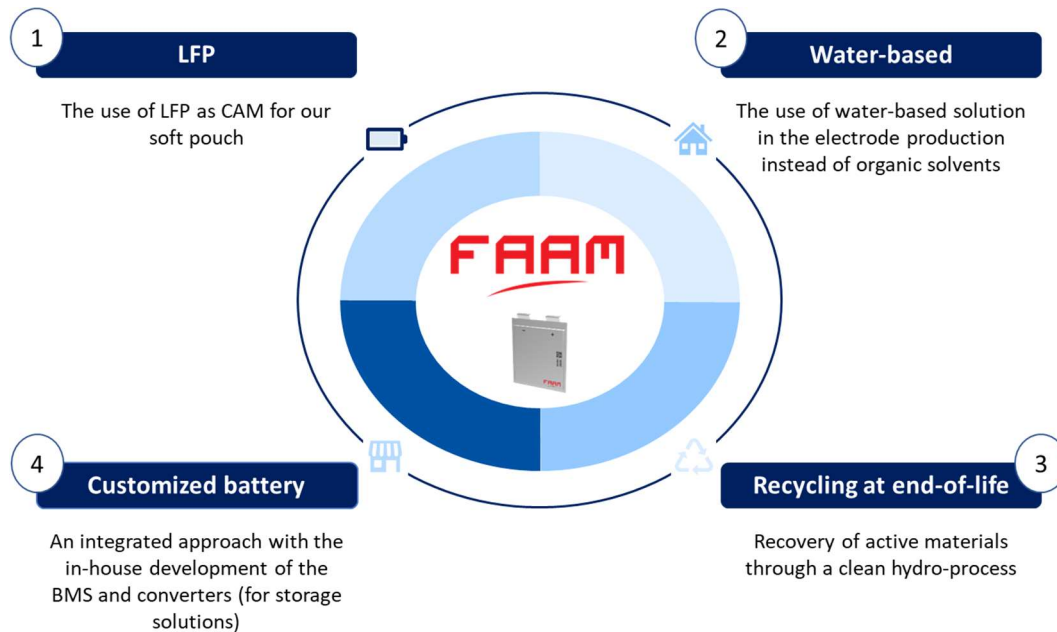 1
LFP
The use of LFP as CAM for our
soft pouch
2
Water-based
The use of water-based solution
in the electrode production
instead of organic solvents
FAAM
FAAM
4
Customized battery
An integrated approach with the
in-house development of the
BMS and converters (for storage
solutions)
3
Recycling at end-of-life
Recovery of active materials
through a clean hydro-process